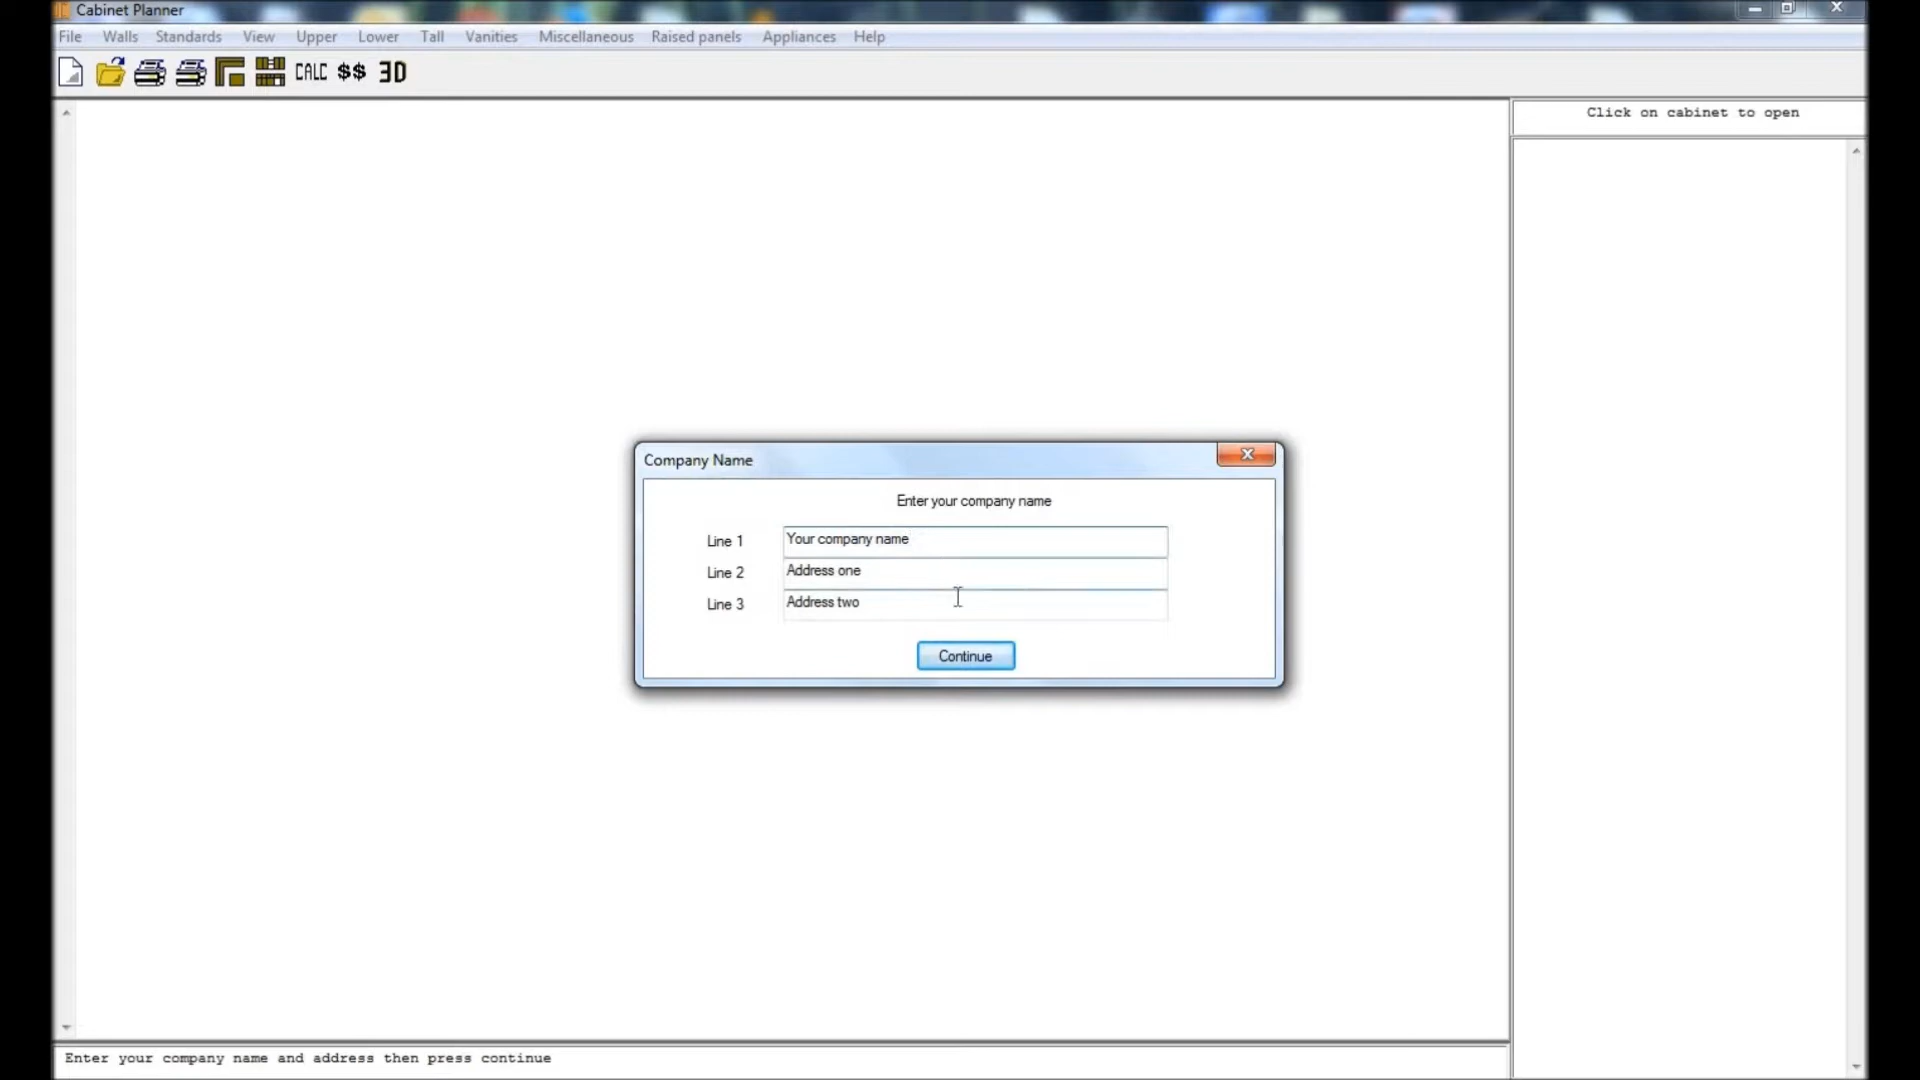 Cabinet Planner
File Walls Standards View Upper Lower Tall Vanities Miscellaneous Raised panels Appliances Help
CALC $$ 3D
Click on cabinet to open
Company Name
Enter your company name
Line 1 Your company name
Line 2 Address one
Line 3 Address two
Continue
Enter your company name and address then press continue